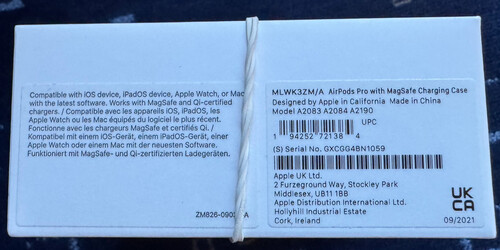 Compatible with iOS device, iPadOS device, Apple Watch, or Mac
with the latest software. Works with MagSafe and Qi-certified
chargers. / Compatible avec les appareils iOS, iPadOS,
Apple Watch ou les Mac équipés du logiciel le plus récent.
Fonctionne avec les chargeurs MagSafe et certifiés Qi. /
Kompatibel mit einem iOS-Gerät, einem iPadOS-Gerät, einer
Apple Watch oder einem Mac mit der neuesten Software.
Funktioniert mit MagSafe- und Qi-zertifizierten Ladegeräten.
ZM826-090 A
MLWK3ZM/A AirPods Pro with MagSafe Charging Case
Designed by Apple in California Made in China
Model A2083 A2084 A2190
UPC
1 94252 72138 4
(S) Serial No. GXCGG4BN1059
Apple UK Ltd.
2 Furzeground Way, Stockley Park
Middlesex, UB11 1BB
Apple Distribution International Ltd.
Hollyhill Industrial Estate
Cork, Ireland
UK
CA
09/2021